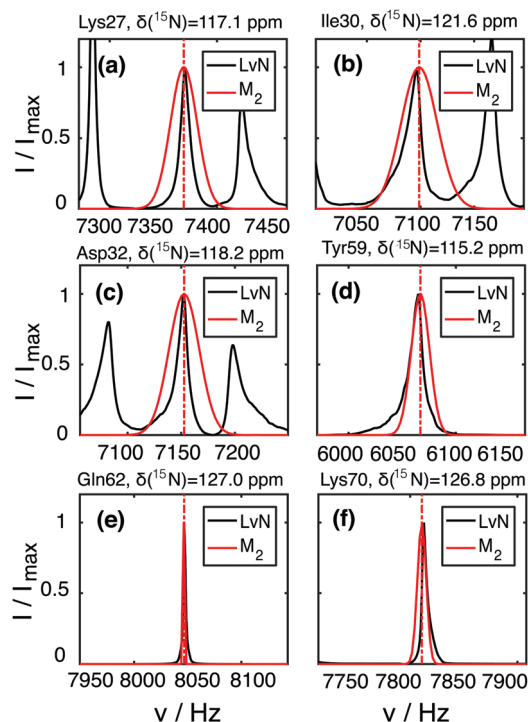 Lys27, δ(¹⁵N)=117.1 ppm
Ile30, δ(¹⁵N)=121.6 ppm
(a)
LvN
M₂
(b)
LvN
M₂
I / Imax
1
0.5
0
7300 7350 7400 7450
7050 7100 7150
Asp32, δ(¹⁵N)=118.2 ppm
Tyr59, δ(¹⁵N)=115.2 ppm
(c)
LvN
M₂
(d)
LvN
M₂
I / Imax
1
0.5
0
7100 7150 7200
6000 6050 6100 6150
Gln62, δ(¹⁵N)=127.0 ppm
Lys70, δ(¹⁵N)=126.8 ppm
(e)
LvN
M₂
(f)
LvN
M₂
I / Imax
1
0.5
0
7950 8000 8050 8100
7750 7800 7850 7900
ν / Hz
ν / Hz